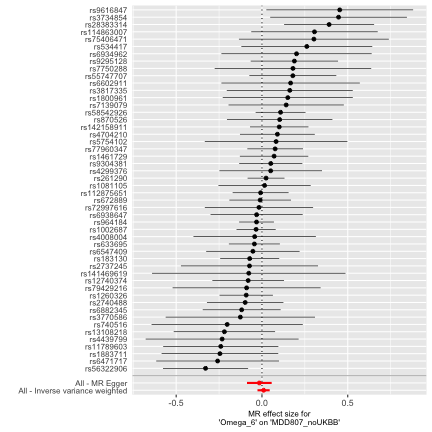 rs9616847
rs3734854
rs28383314
rs114863007
rs75406471
rs534417
rs6934962
rs9295128
rs7750288
rs55747707
rs6602911
rs3817335
rs1800961
rs7139079
rs58542926
rs870526
rs142158911
rs4704210
rs5754102
rs77960347
rs1461729
rs9304381
rs4299376
rs261290
rs1081105
rs112875651
rs672889
rs72997616
rs6938647
rs964184
rs1002687
rs4008004
rs633695
rs6547409
rs183130
rs2737245
rs141469619
rs12740374
rs79429216
rs1260326
rs2740488
rs6882345
rs3770586
rs740516
rs13108218
rs4439799
rs11789603
rs1883711
rs6471717
rs56322906
All - MR Egger
All - Inverse variance weighted
-0.5 0.0 0.5
MR effect size for
'Omega_6' on 'MDD807_noUKBB'